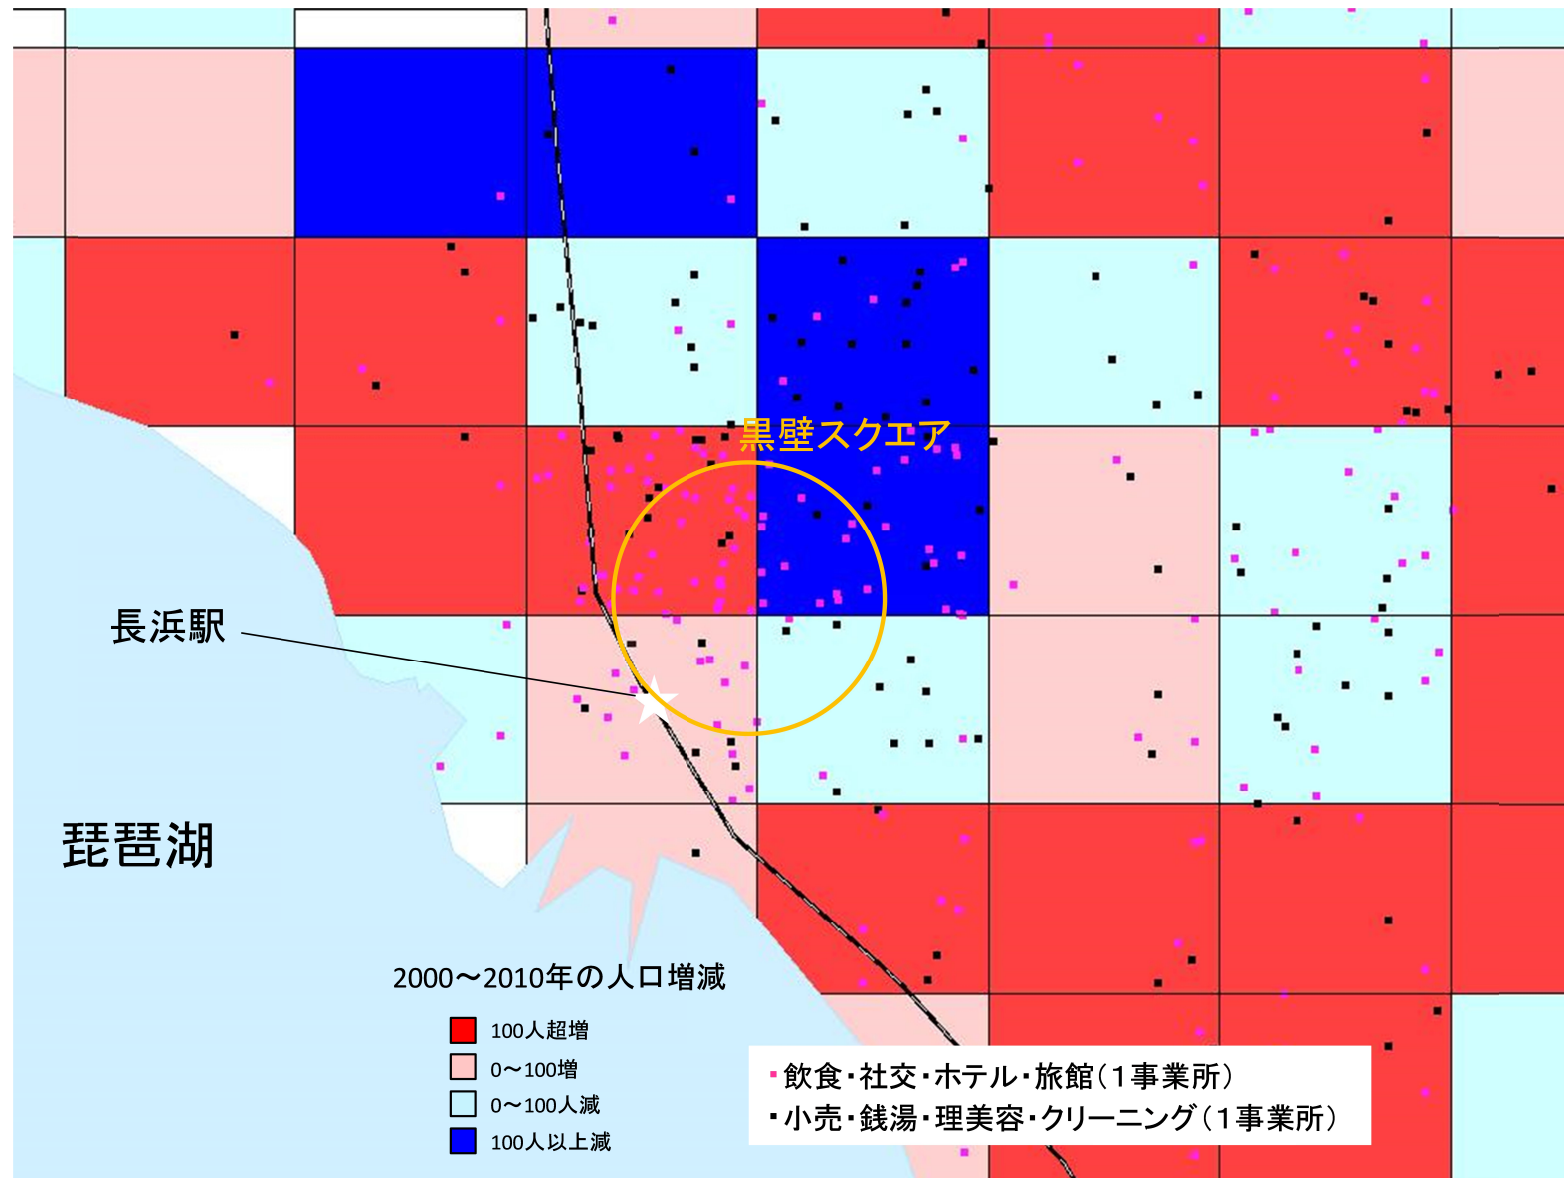 黒壁スクエア
長浜駅
琵琶湖
2000～2010年の人口増減
100人超増
0～100増
0～100人減
100人以上減
飲食・社交・ホテル・旅館（１事業所）
小売・銭湯・理美容・クリーニング（１事業所）